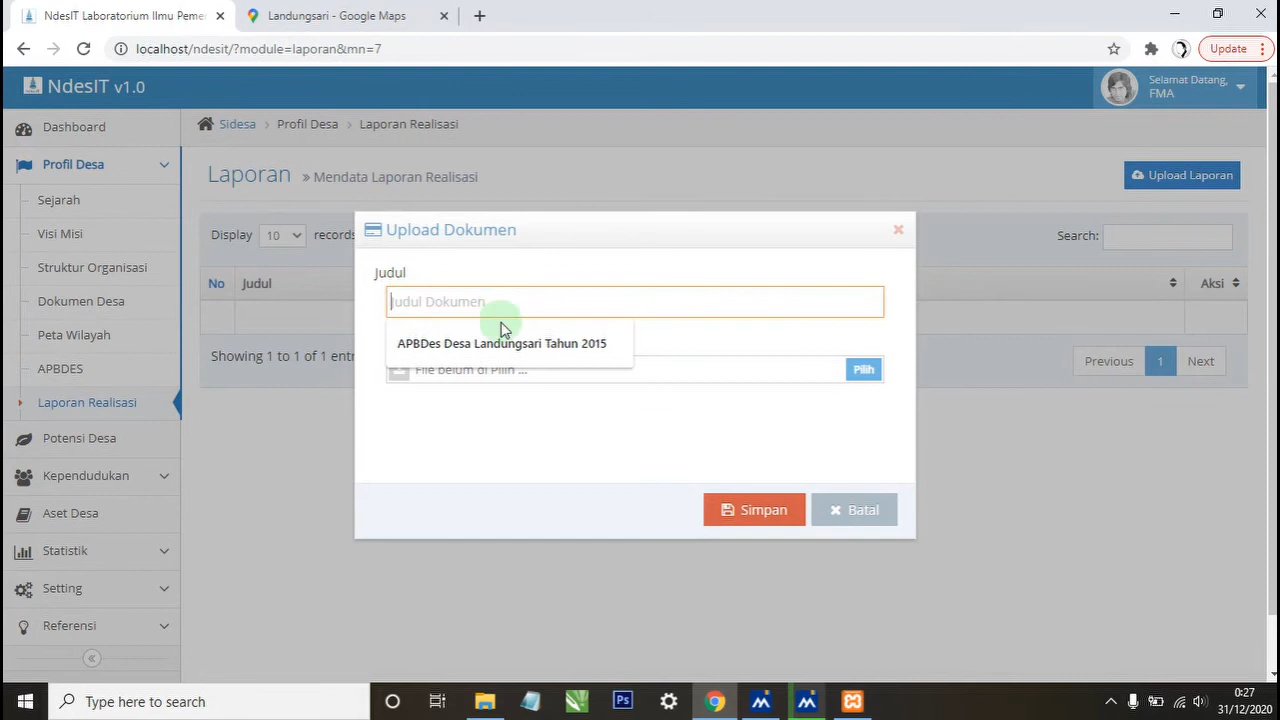 NdesIT Laboratorium Ilmu Peme
Landungsari - Google Maps
localhost/ndesit/?module=laporan&mn=7
Update
NdesIT v1.0
Selamat Datang,
FMA
Dashboard
Profil Desa
Sejarah
Visi Misi
Struktur Organisasi
Dokumen Desa
Peta Wilayah
APBDES
Laporan Realisasi
Potensi Desa
Kependudukan
Aset Desa
Statistik
Setting
Referensi
Sidesa > Profil Desa > Laporan Realisasi
Laporan » Mendata Laporan Realisasi
Upload Laporan
Display 10 records
Search:
No Judul Aksi
Showing 1 to 1 of 1 entr
Previous 1 Next
Upload Dokumen
Judul
Judul Dokumen
APBDes Desa Landungsari Tahun 2015
File belum di Pilih ...
Pilih
Simpan
Batal
Type here to search
Ps
0:27
31/12/2020